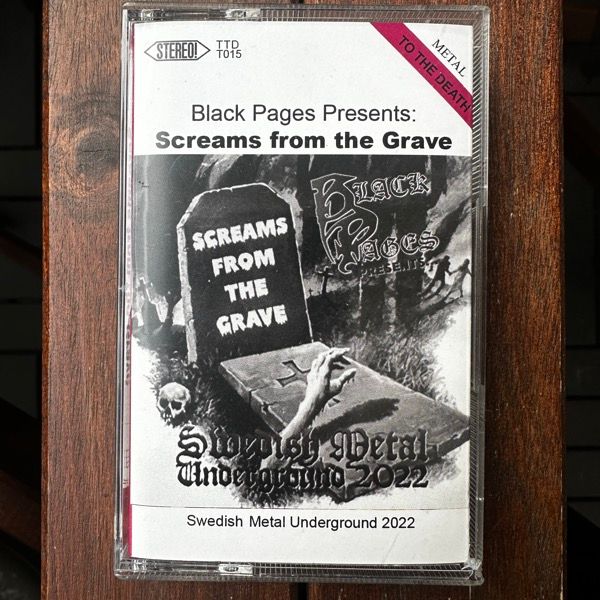 STEREO!
TTD
T015
METAL
TO THE DEATH
Black Pages Presents:
Screams from the Grave
BLACK
PAGES
PRESENTS
SCREAMS
FROM
THE
GRAVE
Swedish Metal
Underground 2022
Swedish Metal Underground 2022